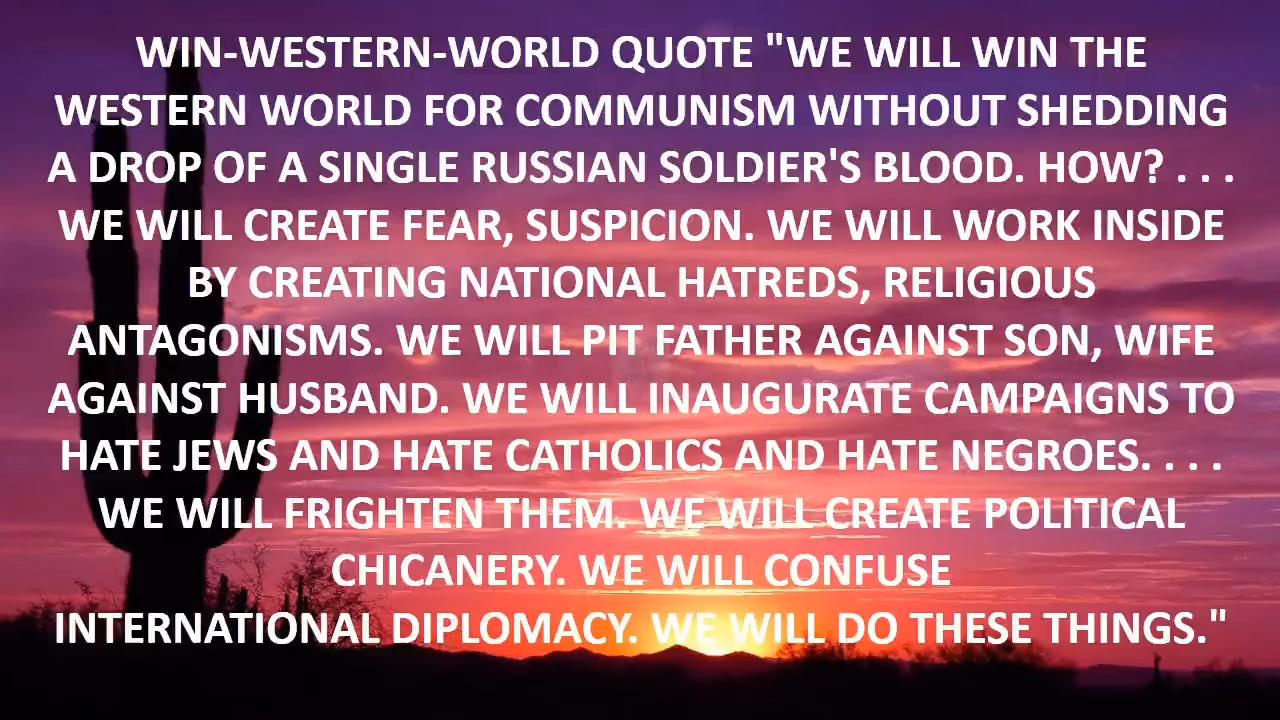 WIN-WESTERN-WORLD QUOTE "WE WILL WIN THE
WESTERN WORLD FOR COMMUNISM WITHOUT SHEDDING
A DROP OF A SINGLE RUSSIAN SOLDIER'S BLOOD. HOW? . . .
WE WILL CREATE FEAR, SUSPICION. WE WILL WORK INSIDE
BY CREATING NATIONAL HATREDS, RELIGIOUS
ANTAGONISMS. WE WILL PIT FATHER AGAINST SON, WIFE
AGAINST HUSBAND. WE WILL INAUGURATE CAMPAIGNS TO
HATE JEWS AND HATE CATHOLICS AND HATE NEGROES. . . .
WE WILL FRIGHTEN THEM. WE WILL CREATE POLITICAL
CHICANERY. WE WILL CONFUSE
INTERNATIONAL DIPLOMACY. WE WILL DO THESE THINGS."